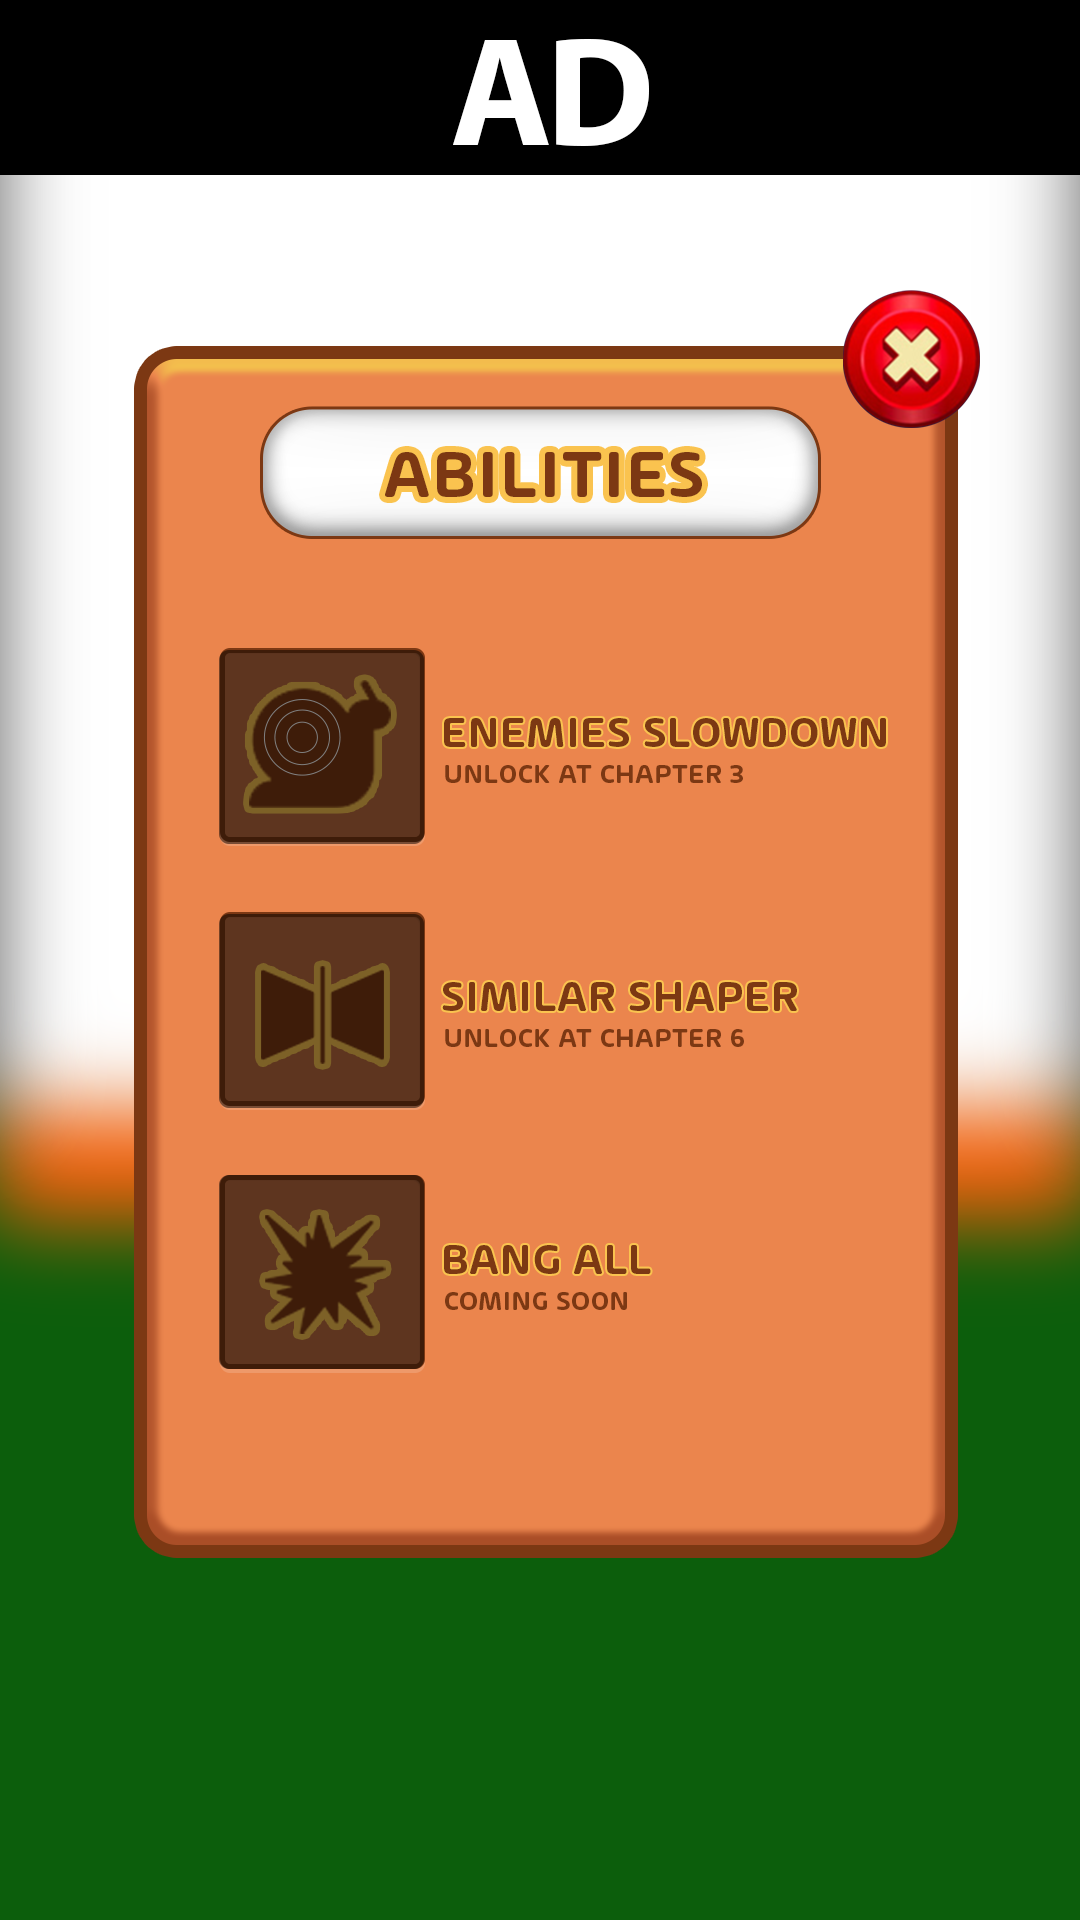 AD
ABILITIES
ENEMIES SLOWDOWN
UNLOCK AT CHAPTER 3
SIMILAR SHAPER
UNLOCK AT CHAPTER 6
BANG ALL
COMING SOON